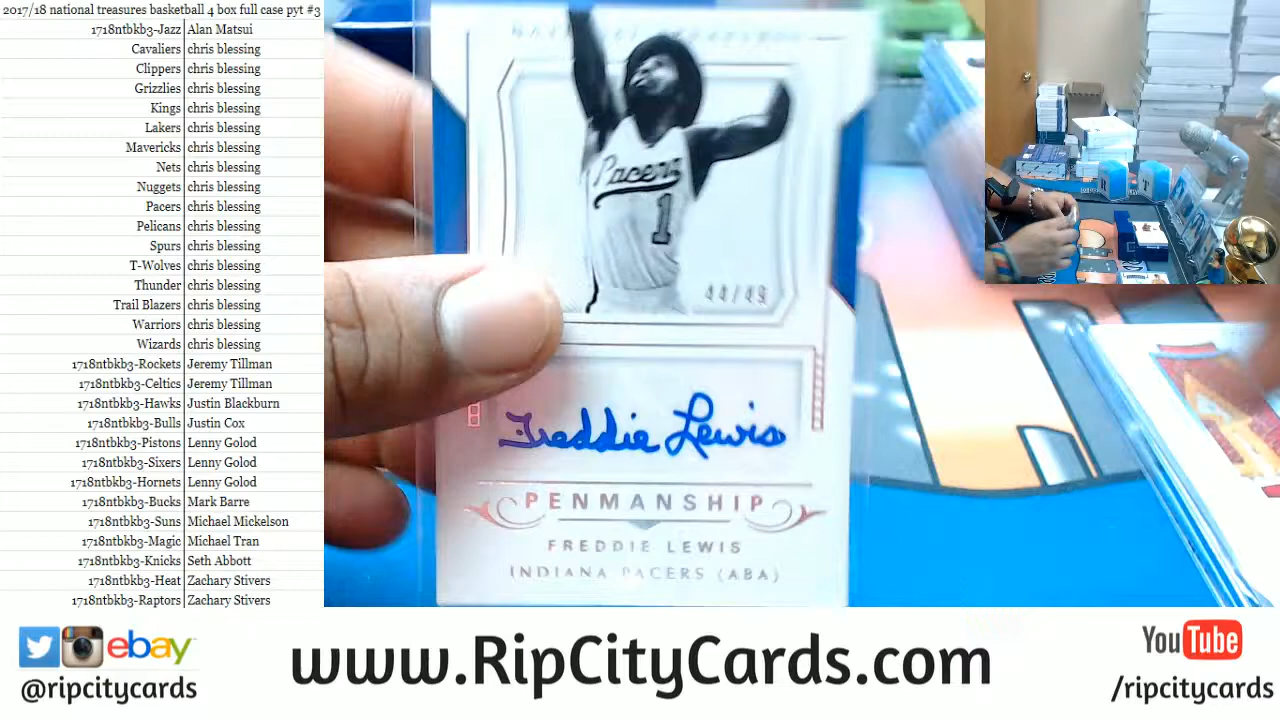 2017/18 national treasures basketball 4 box full case pyt #3
1718ntbkb3-Jazz Alan Matsui
Cavaliers chris blessing
Clippers chris blessing
Grizzlies chris blessing
Kings chris blessing
Lakers chris blessing
Mavericks chris blessing
Nets chris blessing
Nuggets chris blessing
Pacers chris blessing
Pelicans chris blessing
Spurs chris blessing
T-Wolves chris blessing
Thunder chris blessing
Trail Blazers chris blessing
Warriors chris blessing
Wizards chris blessing
1718ntbkb3-Rockets Jeremy Tillman
1718ntbkb3-Celtics Jeremy Tillman
1718ntbkb3-Hawks Justin Blackburn
1718ntbkb3-Bulls Justin Cox
1718ntbkb3-Pistons Lenny Golod
1718ntbkb3-Sixers Lenny Golod
1718ntbkb3-Hornets Lenny Golod
1718ntbkb3-Bucks Mark Barre
1718ntbkb3-Suns Michael Mickelson
1718ntbkb3-Magic Michael Tran
1718ntbkb3-Knicks Seth Abbott
1718ntbkb3-Heat Zachary Stivers
1718ntbkb3-Raptors Zachary Stivers
Pacers
1
44/49
Freddie Lewis
PENMANSHIP
FREDDIE LEWIS
INDIANA PACERS (ABA)
ebay
@ripcitycards
www.RipCityCards.com
YouTube
/ripcitycards